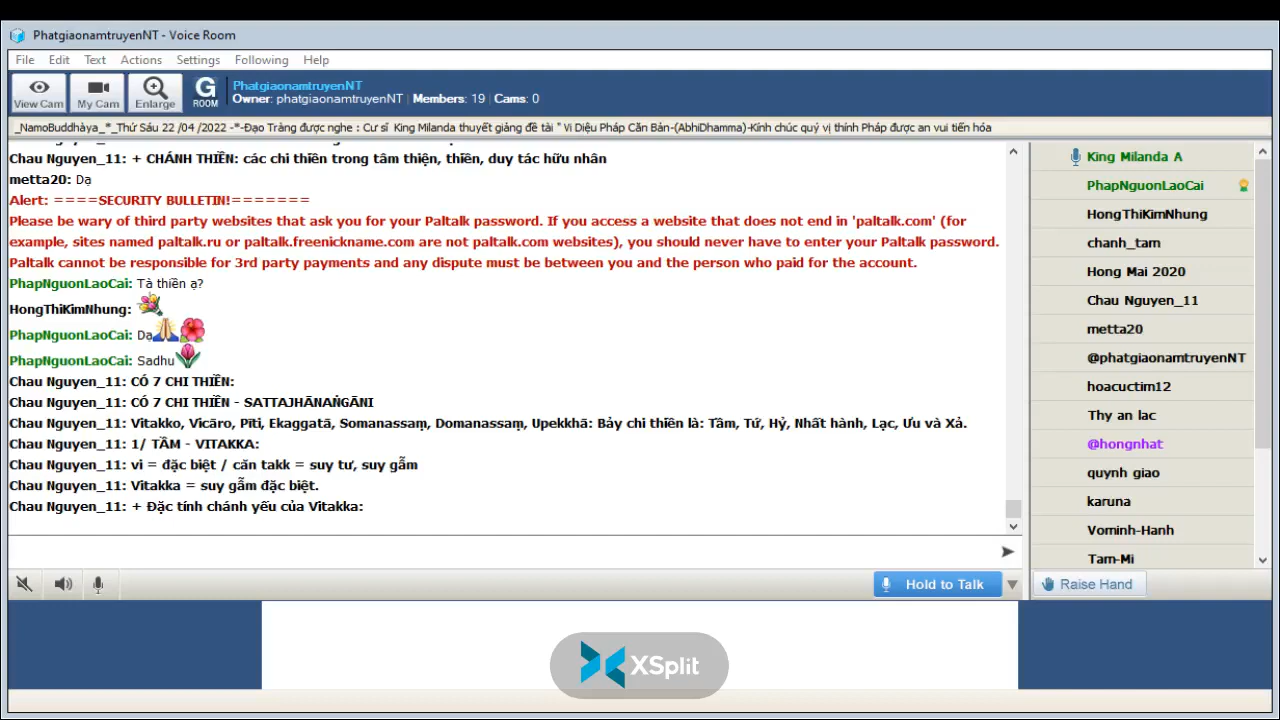 PhatgiaonamtruyenNT - Voice Room
File Edit Text Actions Settings Following Help
View Cam My Cam Enlarge G ROOM
PhatgiaonamtruyenNT
Owner: phatgiaonamtruyenNT | Members: 19 | Cams: 0
_NamoBuddhàya_*_Thứ Sáu 22 /04 /2022 -*-Đạo Tràng được nghe : Cư sĩ King Milanda thuyết giảng đề tài " Vi Diệu Pháp Căn Bản-(AbhiDhamma)-Kính chúc quý vị thính Pháp được an vui tiến hóa
Chau Nguyen_11: + CHÁNH THIỀN: các chi thiền trong tâm thiện, thiền, duy tác hữu nhân
metta20: Dạ
Alert: ====SECURITY BULLETIN!=======
Please be wary of third party websites that ask you for your Paltalk password. If you access a website that does not end in 'paltalk.com' (for
example, sites named paltalk.ru or paltalk.freenickname.com are not paltalk.com websites), you should never have to enter your Paltalk password.
Paltalk cannot be responsible for 3rd party payments and any dispute must be between you and the person who paid for the account.
PhapNguonLaoCai: Tà thiền ạ?
HongThiKimNhung:
PhapNguonLaoCai: Dạ
PhapNguonLaoCai: Sadhu
Chau Nguyen_11: CÓ 7 CHI THIỀN:
Chau Nguyen_11: CÓ 7 CHI THIỀN - SATTAJHĀNAṄGĀNI
Chau Nguyen_11: Vitakko, Vicāro, Pīti, Ekaggatā, Somanassaṃ, Domanassaṃ, Upekkhā: Bảy chi thiền là: Tầm, Tứ, Hỷ, Nhất hành, Lạc, Ưu và Xả.
Chau Nguyen_11: 1/ TẦM - VITAKKA:
Chau Nguyen_11: vi = đặc biệt / căn takk = suy tư, suy gẫm
Chau Nguyen_11: Vitakka = suy gẫm đặc biệt.
Chau Nguyen_11: + Đặc tính chánh yếu của Vitakka:
King Milanda A
PhapNguonLaoCai
HongThiKimNhung
chanh_tam
Hong Mai 2020
Chau Nguyen_11
metta20
@phatgiaonamtruyenNT
hoacuctim12
Thy an lac
@hongnhat
quynh giao
karuna
Vominh-Hanh
Tam-Mi
Hold to Talk
Raise Hand
XSplit